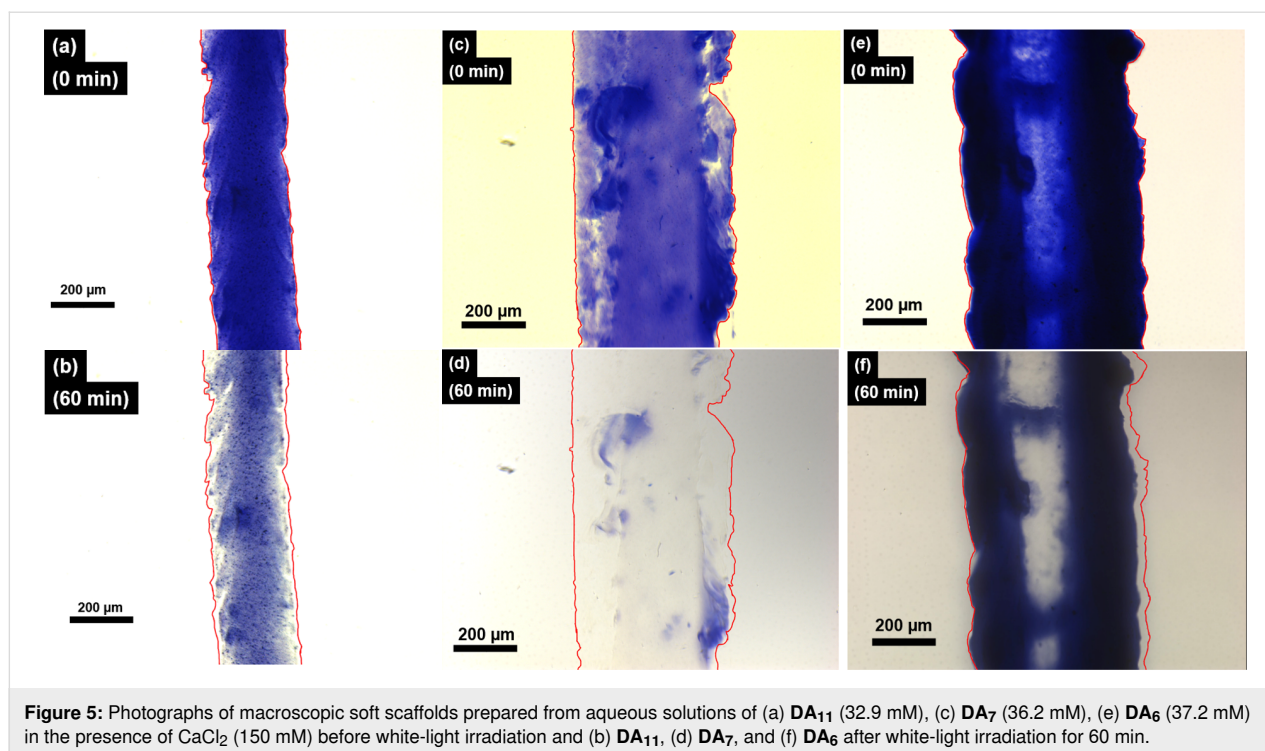 (a)
(0 min)
200 µm
(c)
(0 min)
200 µm
(e)
(0 min)
200 µm
(b)
(60 min)
200 µm
(d)
(60 min)
200 µm
(f)
(60 min)
200 µm
Figure 5: Photographs of macroscopic soft scaffolds prepared from aqueous solutions of (a) DA₁₁ (32.9 mM), (c) DA₇ (36.2 mM), (e) DA₆ (37.2 mM)
in the presence of CaCl₂ (150 mM) before white-light irradiation and (b) DA₁₁, (d) DA₇, and (f) DA₆ after white-light irradiation for 60 min.